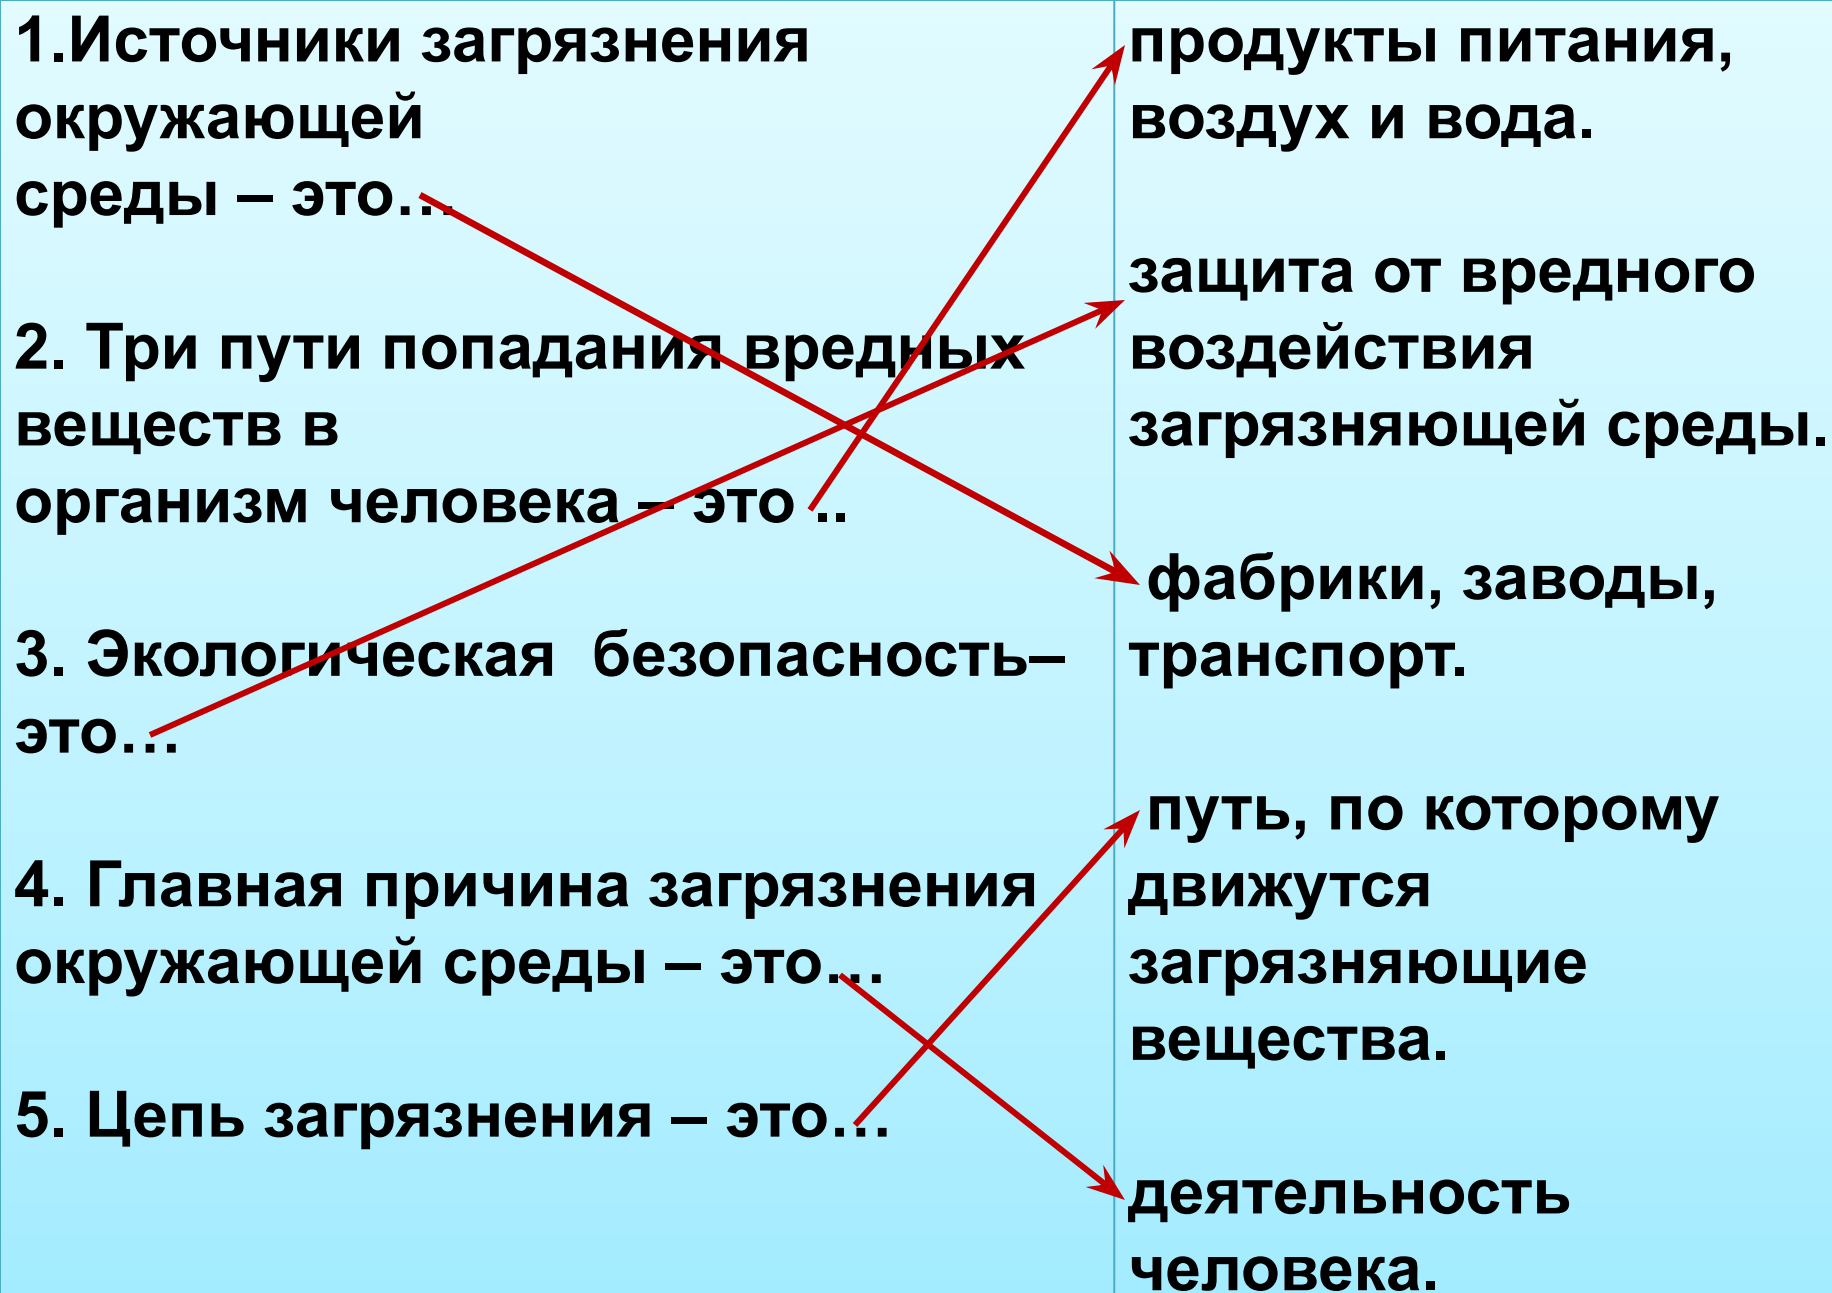 1.Источники загрязнения
окружающей
среды – это…
2. Три пути попадания вредных
веществ в
организм человека – это ..
3. Экологическая  безопасность–
это…
4. Главная причина загрязнения
окружающей среды – это…
5. Цепь загрязнения – это…
продукты питания,
воздух и вода.
защита от вредного
воздействия
загрязняющей среды.
фабрики, заводы,
транспорт.
путь, по которому
движутся
загрязняющие
вещества.
деятельность
человека.